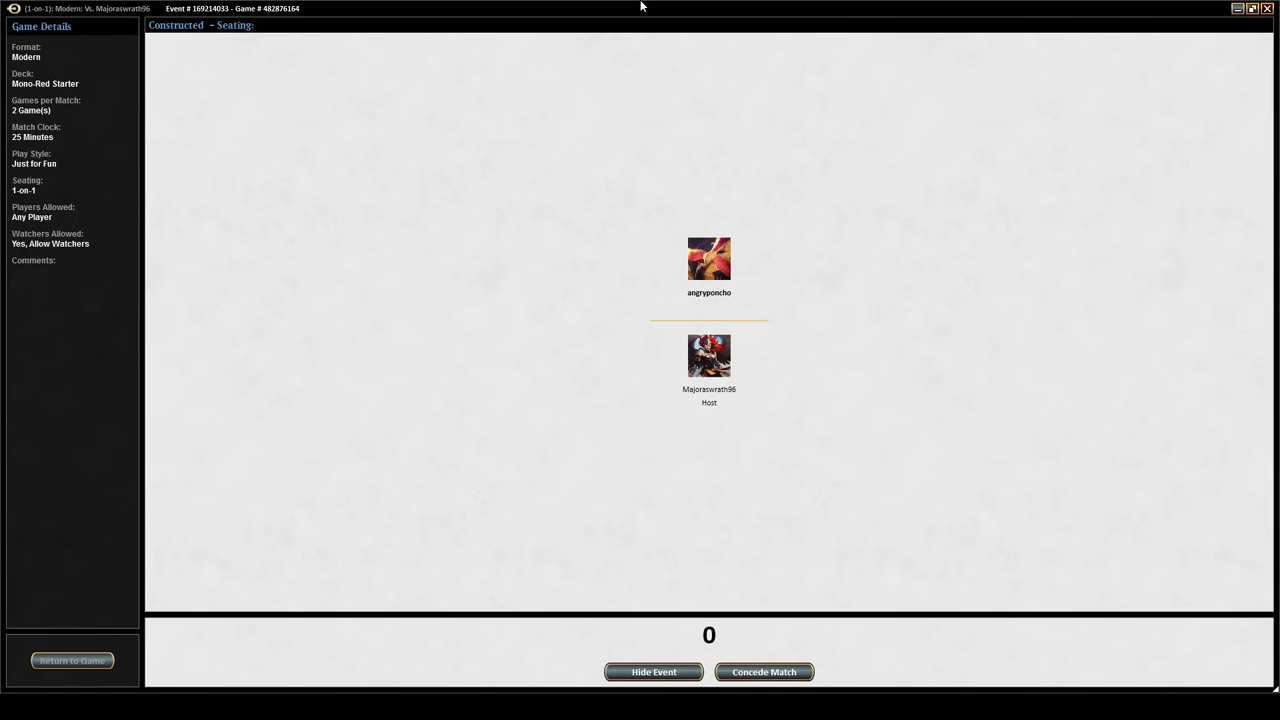 (1-on-1): Modern: Vs. Majoraswrath96 Event # 169214033 - Game # 482876164
Game Details
Constructed - Seating:
Format:
Modern
Deck:
Mono-Red Starter
Games per Match:
2 Game(s)
Match Clock:
25 Minutes
Play Style:
Just for Fun
Seating:
1-on-1
Players Allowed:
Any Player
Watchers Allowed:
Yes, Allow Watchers
Comments:
angryponcho
Majoraswrath96
Host
0
Return to Game
Hide Event
Concede Match